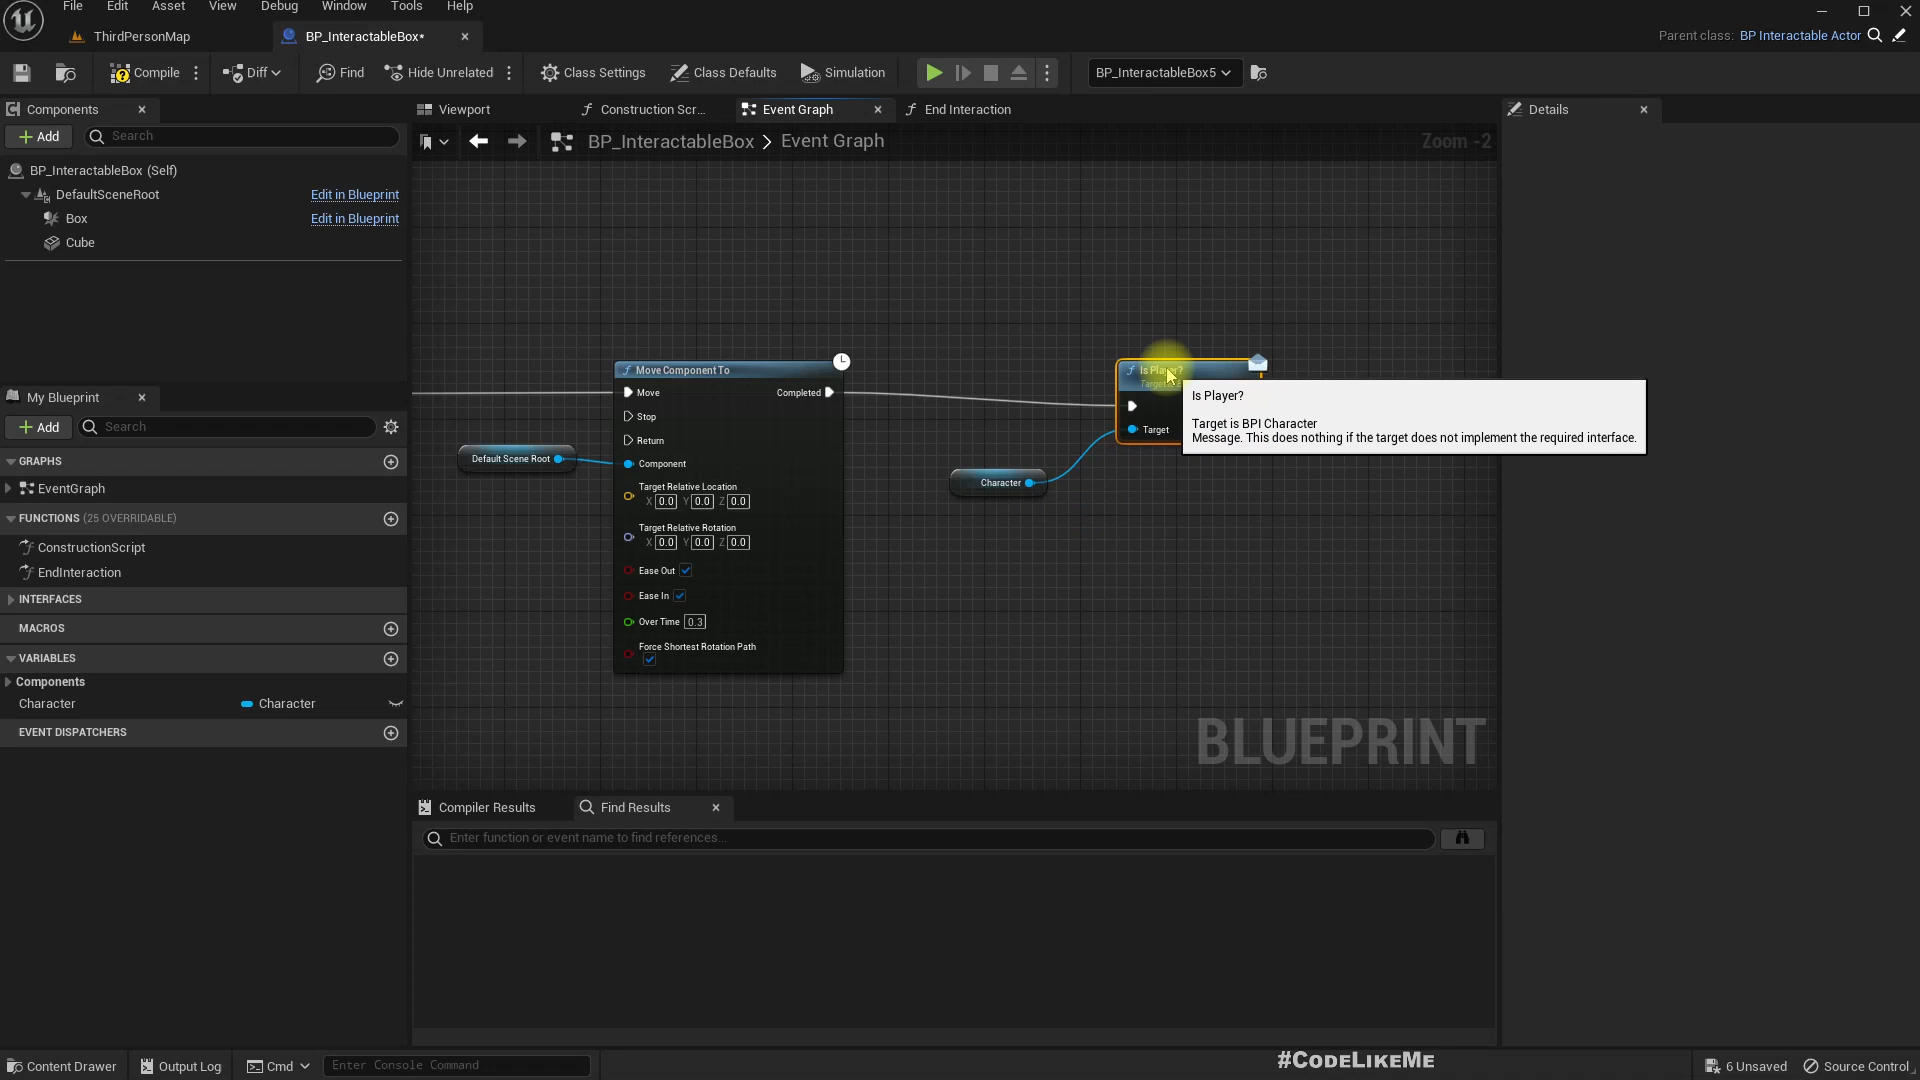 File Edit Asset View Debug Window Tools Help
ThirdPersonMap
BP_InteractableBox*
Parent class: BP Interactable Actor
Compile
Diff
Find
Hide Unrelated
Class Settings
Class Defaults
Simulation
BP_InteractableBox5
Components
Viewport
Construction Scr...
Event Graph
End Interaction
Details
Add
Search
BP_InteractableBox > Event Graph
Zoom -2
BP_InteractableBox (Self)
DefaultSceneRoot
Edit in Blueprint
Box
Edit in Blueprint
Cube
My Blueprint
Add
Search
GRAPHS
EventGraph
FUNCTIONS (25 OVERRIDABLE)
ConstructionScript
EndInteraction
INTERFACES
MACROS
VARIABLES
Components
Character
Character
EVENT DISPATCHERS
Default Scene Root
Move Component To
Move
Completed
Stop
Return
Component
Target Relative Location
X 0.0 Y 0.0 Z 0.0
Target Relative Rotation
X 0.0 Y 0.0 Z 0.0
Ease Out
Ease In
Over Time 0.3
Force Shortest Rotation Path
Character
Is Player?
Target
Is Player?
Target is BPI Character
Message. This does nothing if the target does not implement the required interface.
BLUEPRINT
Compiler Results
Find Results
Enter function or event name to find references...
Content Drawer
Output Log
Cmd
Enter Console Command
#CodeLikeMe
6 Unsaved
Source Control